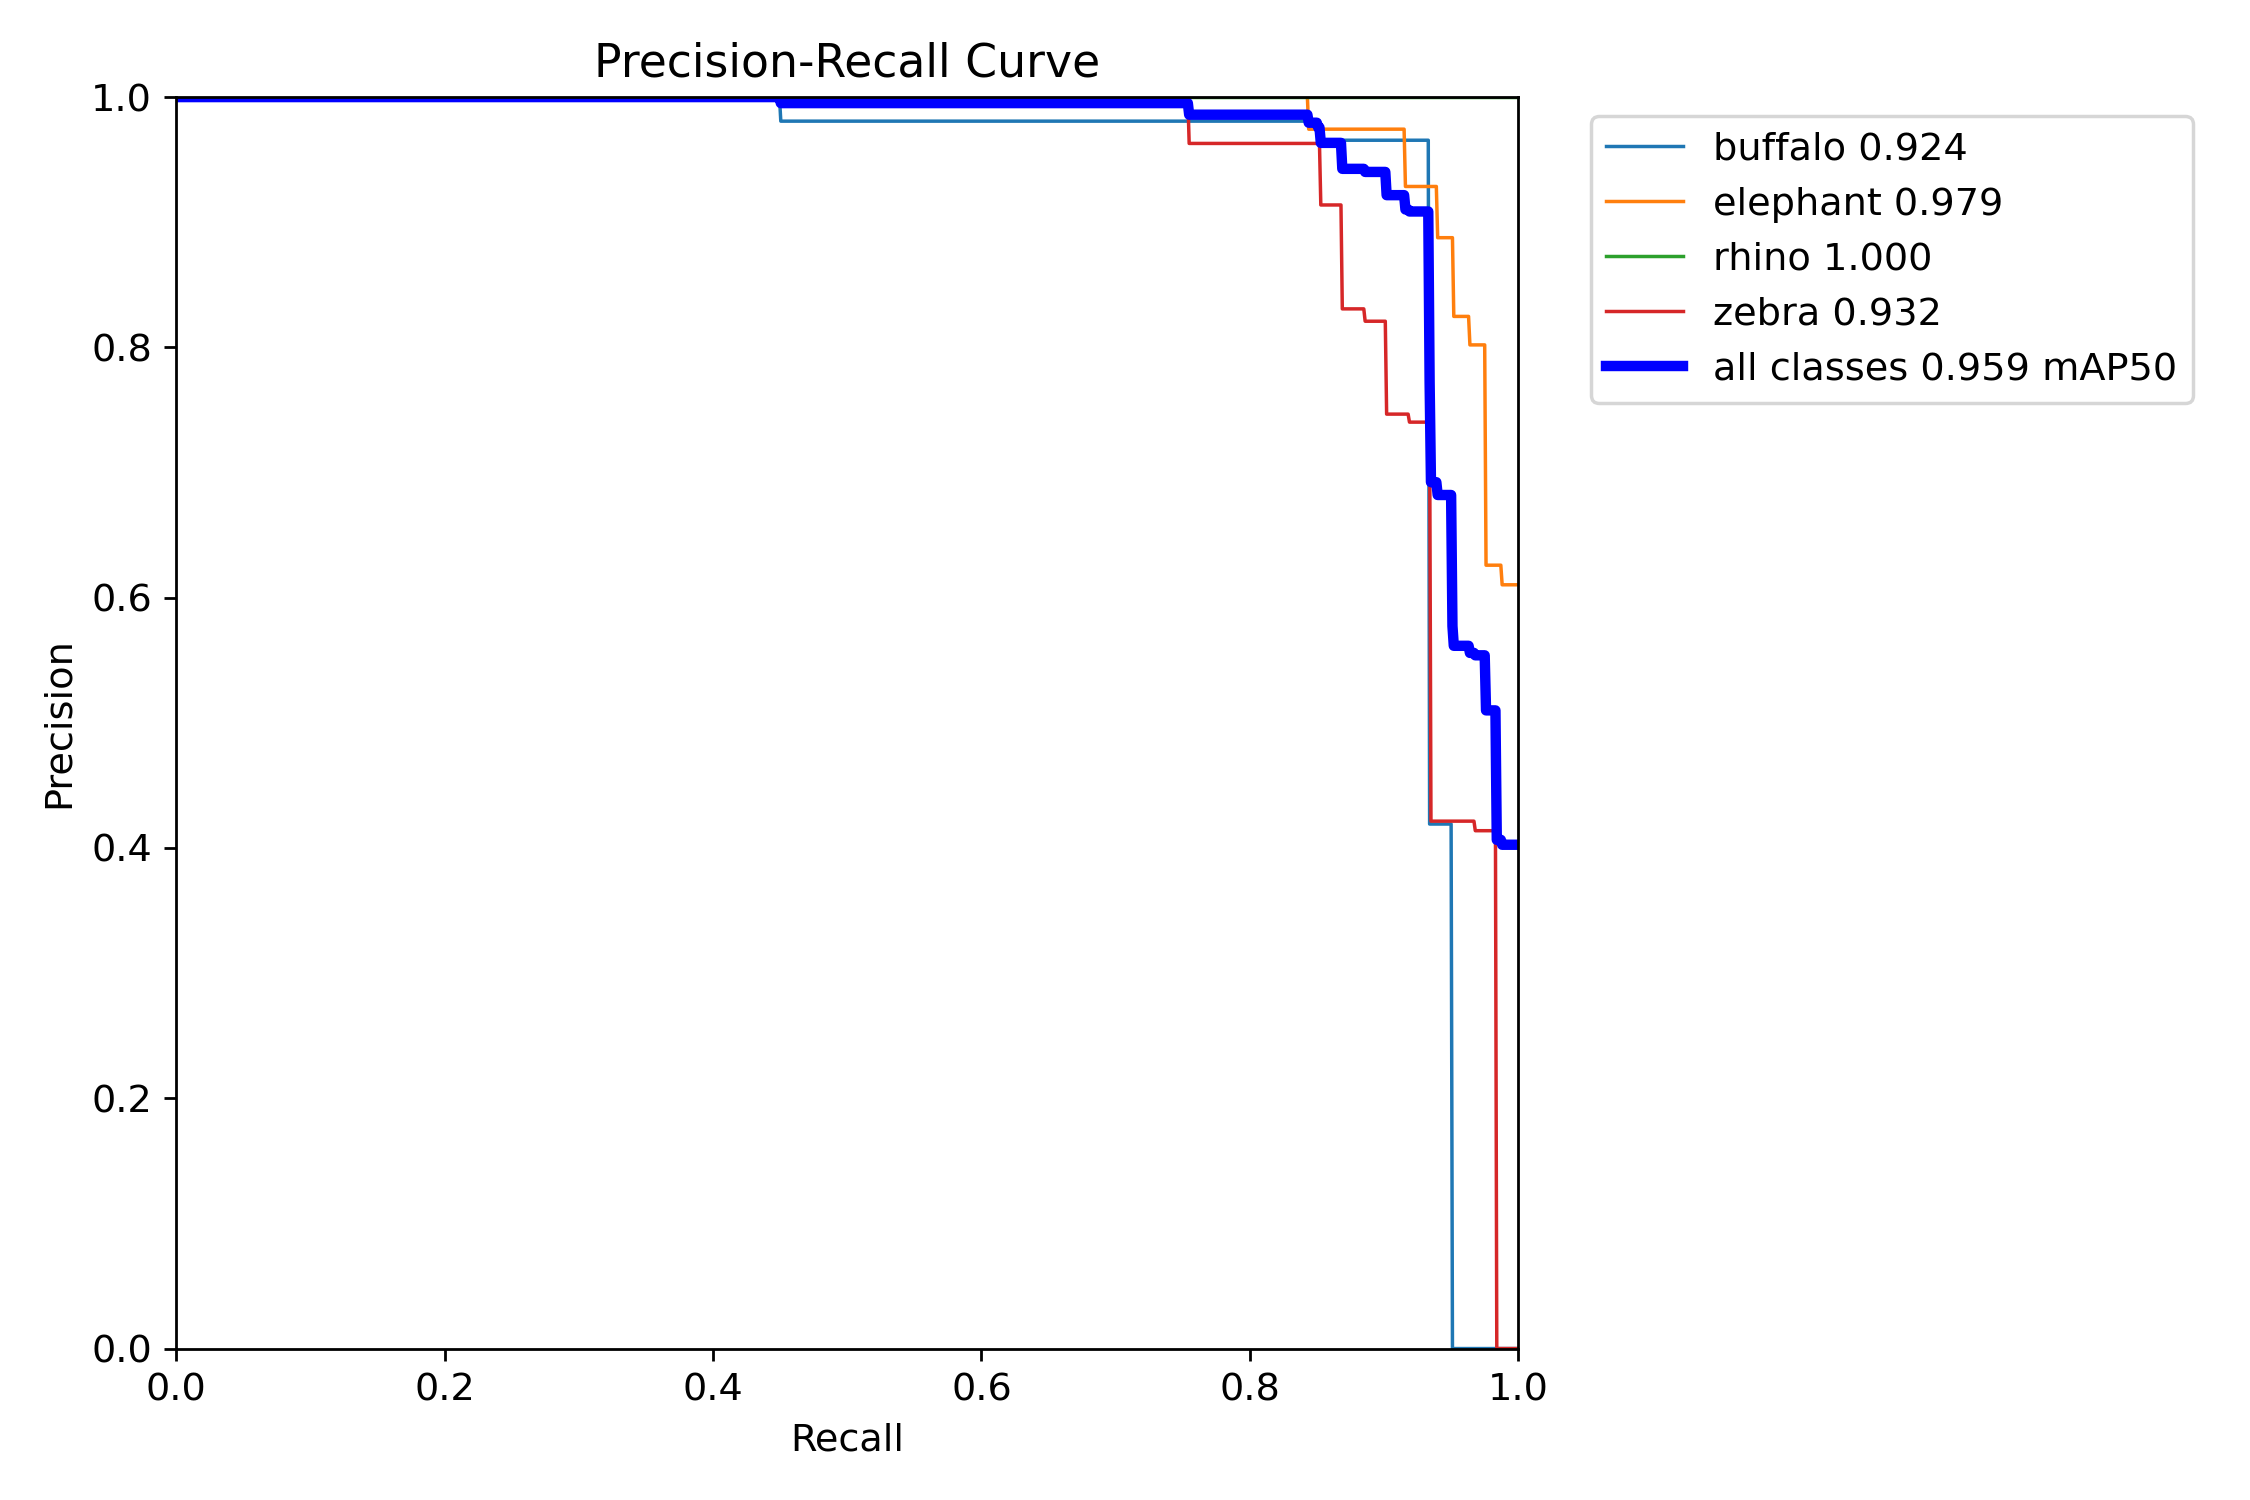 Precision-Recall Curve
1.0
0.8
0.6
0.4
0.2
0.0
Precision
0.0 0.2 0.4 0.6 0.8 1.0
Recall
buffalo 0.924
elephant 0.979
rhino 1.000
zebra 0.932
all classes 0.959 mAP50